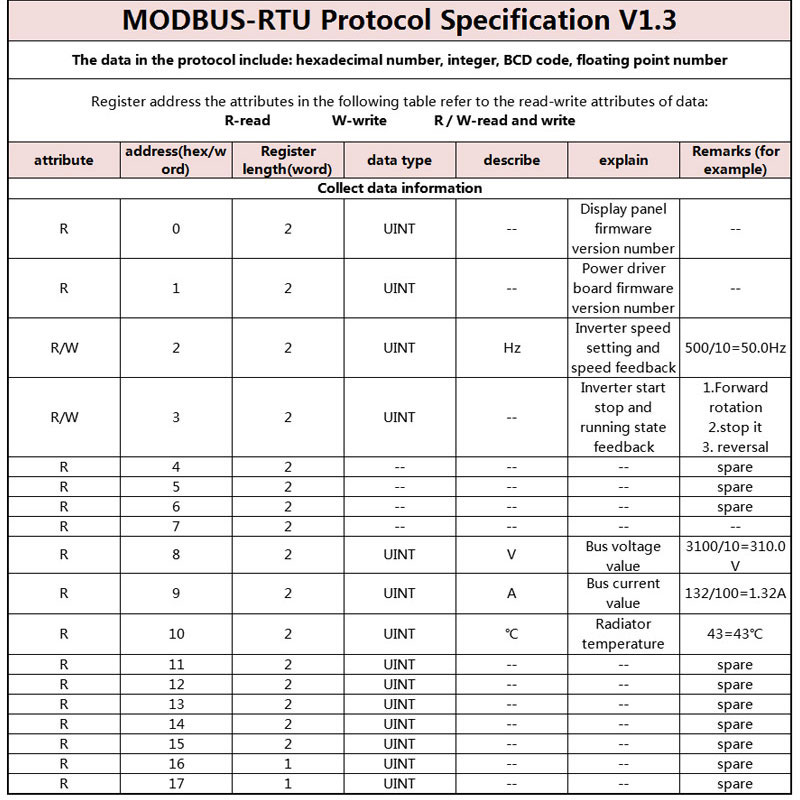 MODBUS-RTU Protocol Specification V1.3
The data in the protocol include: hexadecimal number, integer, BCD code, floating point number
Register address the attributes in the following table refer to the read-write attributes of data:
R-read W-write R / W-read and write
attribute address(hex/w ord) Register length(word) data type describe explain Remarks (for example)
Collect data information
R 0 2 UINT -- Display panel firmware version number --
R 1 2 UINT -- Power driver board firmware version number --
R/W 2 2 UINT Hz Inverter speed setting and speed feedback 500/10=50.0Hz
R/W 3 2 UINT -- Inverter start stop and running state feedback 1.Forward rotation 2.stop it 3. reversal
R 4 2 -- -- -- spare
R 5 2 -- -- -- spare
R 6 2 -- -- -- spare
R 7 2 -- -- -- --
R 8 2 UINT V Bus voltage value 3100/10=310.0 V
R 9 2 UINT A Bus current value 132/100=1.32A
R 10 2 UINT ℃ Radiator temperature 43=43℃
R 11 2 UINT -- -- spare
R 12 2 UINT -- -- spare
R 13 2 UINT -- -- spare
R 14 2 UINT -- -- spare
R 15 2 UINT -- -- spare
R 16 1 UINT -- -- spare
R 17 1 UINT -- -- spare